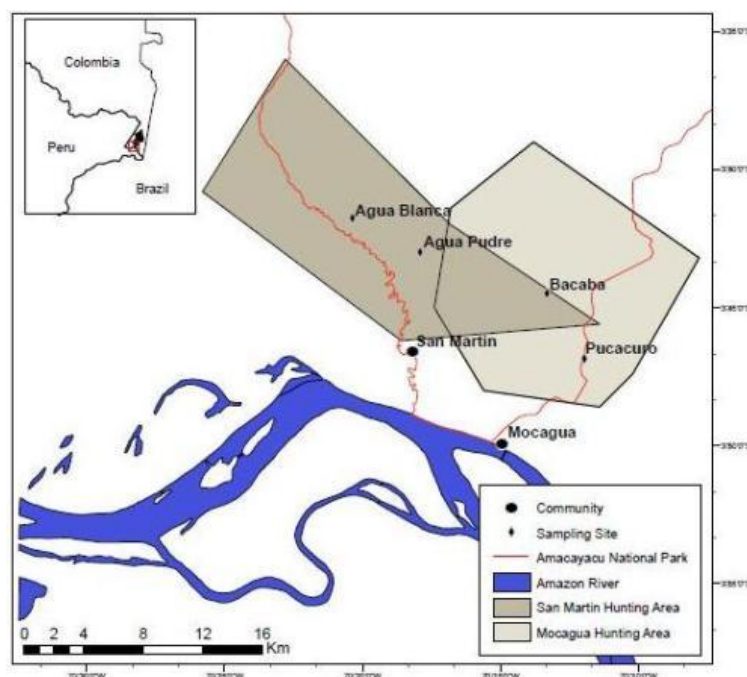 Colombia
Peru
Brazil
Agua Blanca
Agua Pudre
Bacaba
San Martin
Pucacuro
Mocagua
Community
Sampling Site
Amacayacu National Park
Amazon River
San Martin Hunting Area
Mocagua Hunting Area
0 2 4 8 12 16
Km